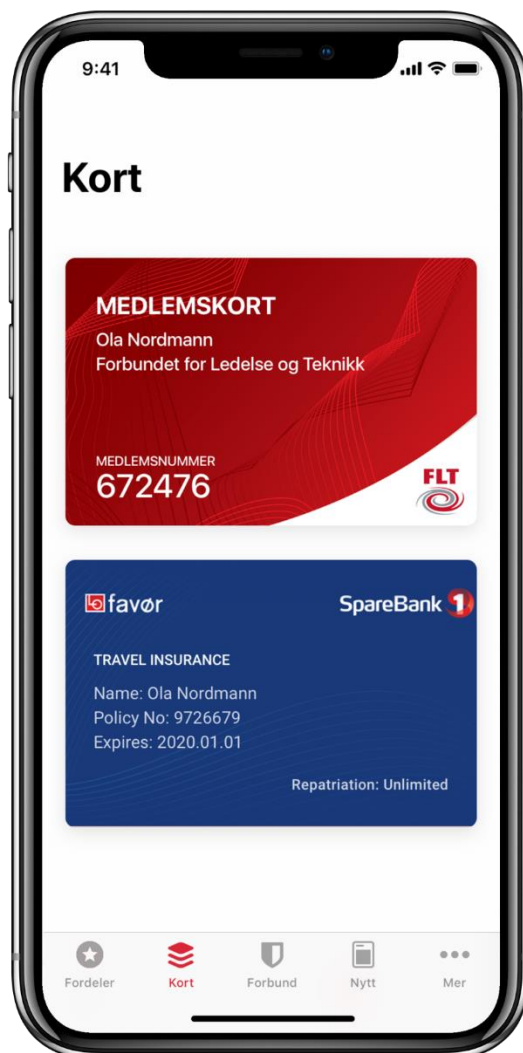 9:41
Kort
MEDLEMSKORT
Ola Nordmann
Forbundet for Ledelse og Teknikk
MEDLEMSNUMMER
672476
FLT
LO favør
SpareBank 1
TRAVEL INSURANCE
Name: Ola Nordmann
Policy No: 9726679
Expires: 2020.01.01
Repatriation: Unlimited
Fordeler Kort Forbund Nytt Mer